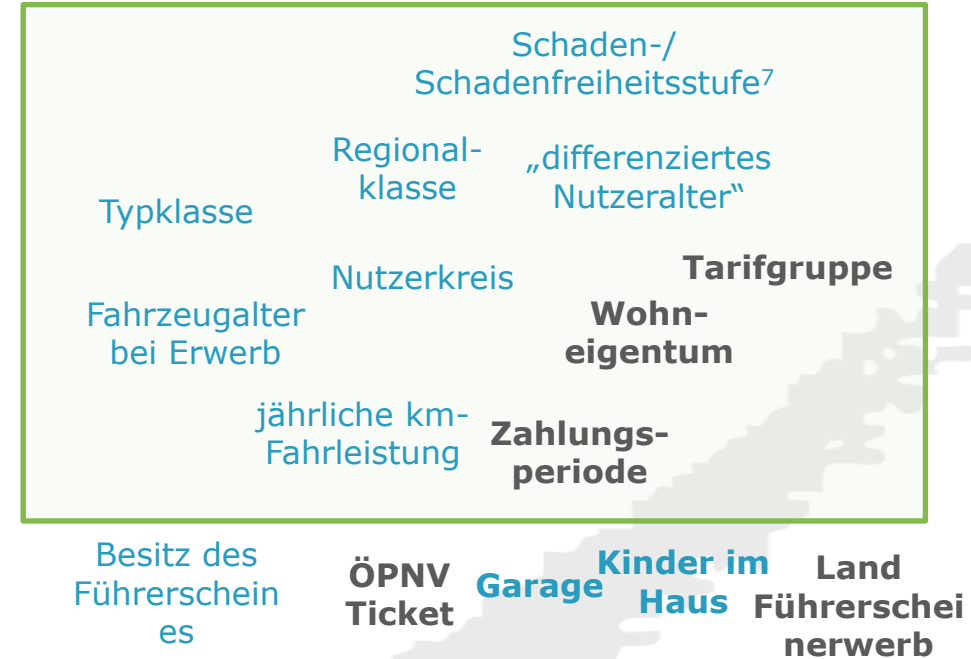 Schaden-/
Schadenfreiheitsstufe⁷
Regional-
klasse
„differenziertes
Nutzeralter“
Typklasse
Nutzerkreis
Tarifgruppe
Fahrzeugalter
bei Erwerb
Wohn-
eigentum
jährliche km-
Fahrleistung
Zahlungs-
periode
Besitz des
Führerschein
es
ÖPNV
Ticket
Garage
Kinder im
Haus
Land
Führerschei
nerwerb